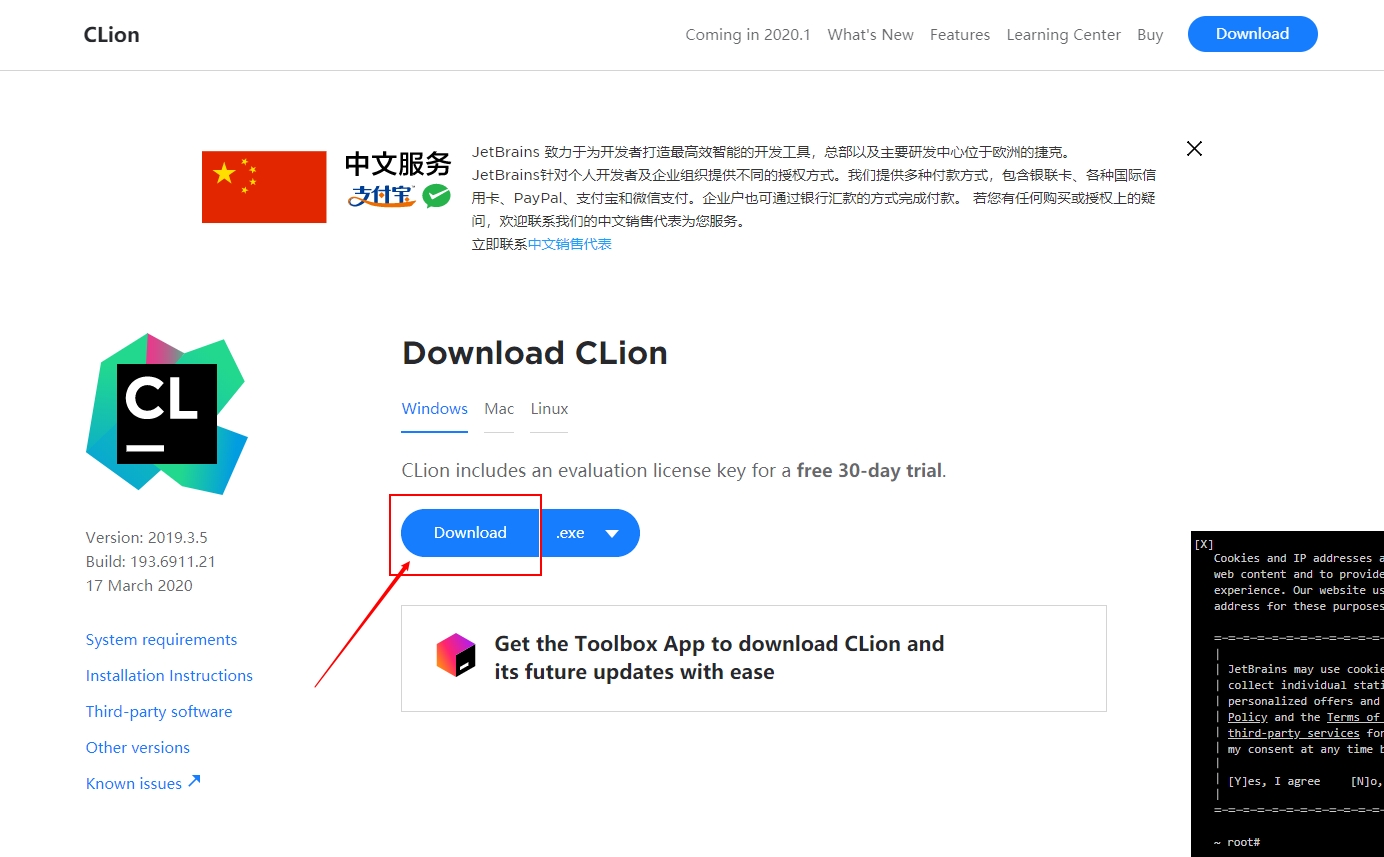 CLion
Coming in 2020.1 What's New Features Learning Center Buy Download
中文服务
支付宝
JetBrains 致力于为开发者打造最高效智能的开发工具，总部以及主要研发中心位于欧洲的捷克。
JetBrains针对个人开发者及企业组织提供不同的授权方式。我们提供多种付款方式，包含银联卡、各种国际信
用卡、PayPal、支付宝和微信支付。企业户也可通过银行汇款的方式完成付款。 若您有任何购买或授权上的疑
问，欢迎联系我们的中文销售代表为您服务。
立即联系中文销售代表
CL
Version: 2019.3.5
Build: 193.6911.21
17 March 2020
System requirements
Installation Instructions
Third-party software
Other versions
Known issues
Download CLion
Windows Mac Linux
CLion includes an evaluation license key for a free 30-day trial.
Download .exe
Get the Toolbox App to download CLion and
its future updates with ease
[X]
Cookies and IP addresses a
web content and to provide
experience. Our website us
address for these purposes
=-=-=-=-=-=-=-=-=-=-=-=-
|
| JetBrains may use cookie
| collect individual stati
| personalized offers and
| Policy and the Terms of
| third-party services for
| my consent at any time b
|
| [Y]es, I agree [N]o,
|
=-=-=-=-=-=-=-=-=-=-=-=-
~ root#